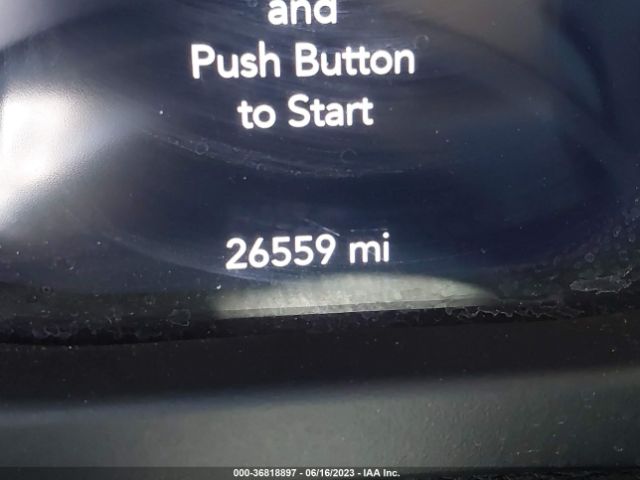 and
Push Button
to Start
26559 mi
000-36818897 - 06/16/2023 - IAA Inc.